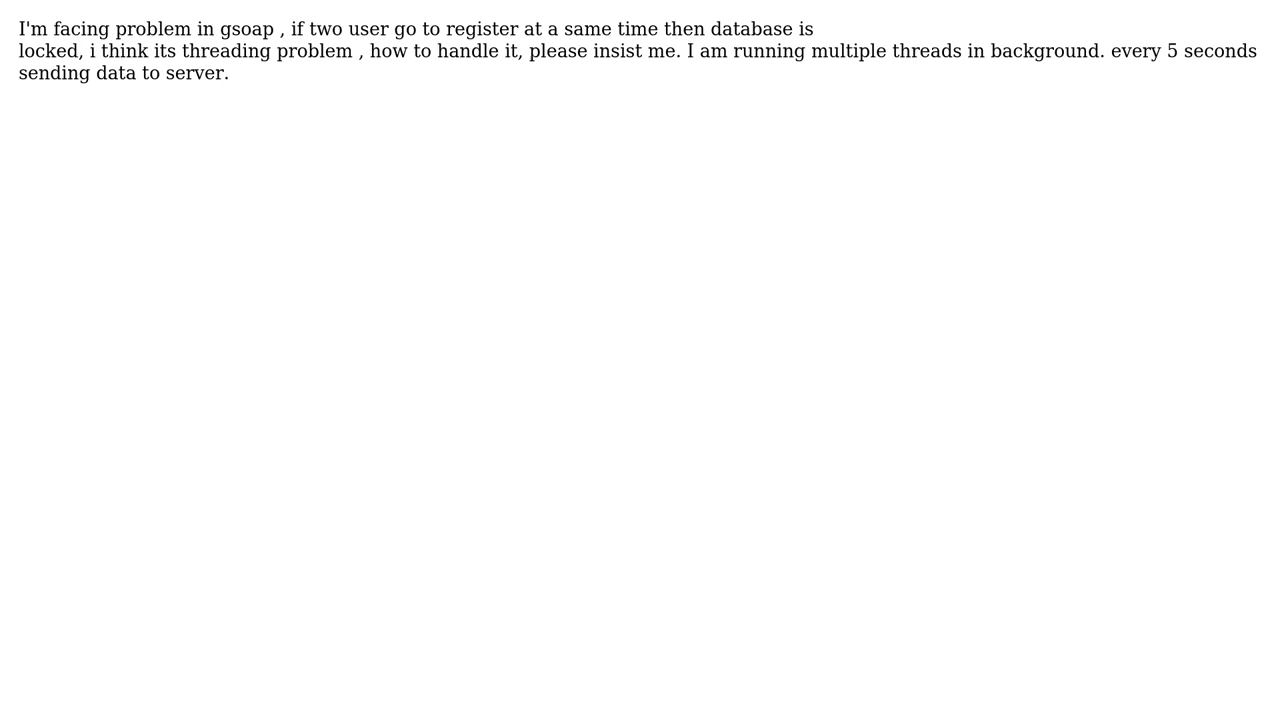 I'm facing problem in gsoap , if two user go to register at a same time then database is
locked, i think its threading problem , how to handle it, please insist me. I am running multiple threads in background. every 5 seconds
sending data to server.